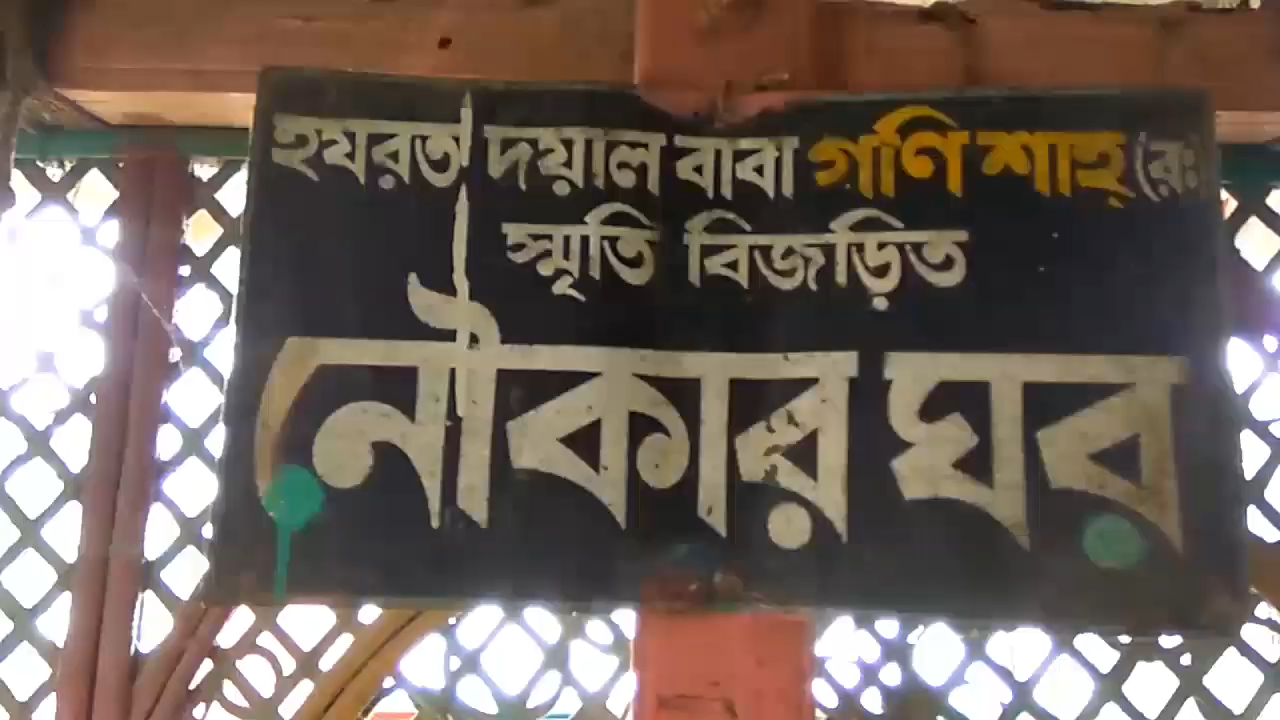 হযরত দয়াল বাবা গণি শাহ (রঃ)
স্মৃতি বিজড়িত
নৌকার ঘর